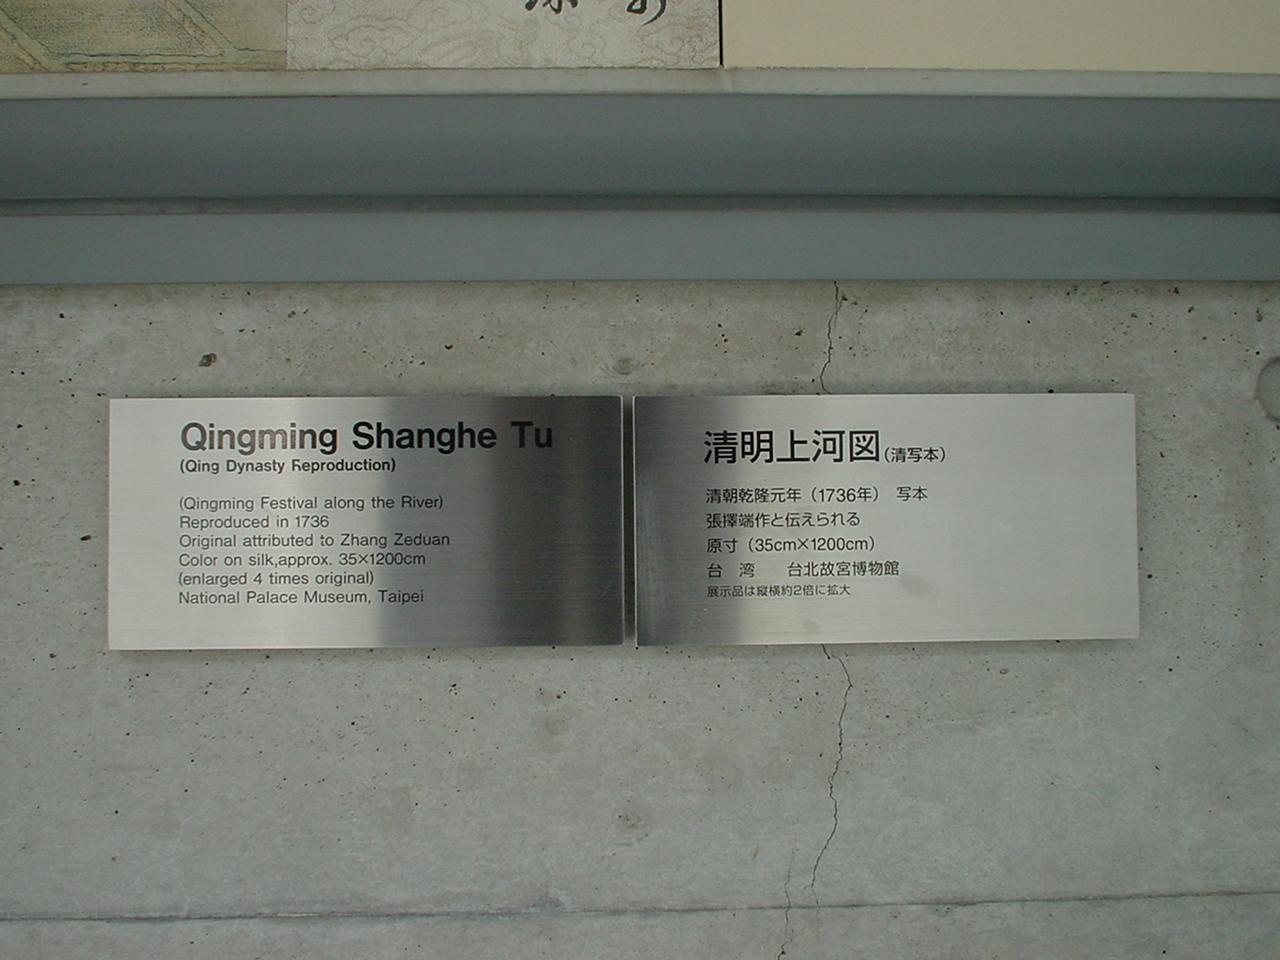 Qingming Shanghe Tu
(Qing Dynasty Reproduction)
(Qingming Festival along the River)
Reproduced in 1736
Original attributed to Zhang Zeduan
Color on silk,approx. 35×1200cm
(enlarged 4 times original)
National Palace Museum, Taipei
清明上河図(清写本)
清朝乾隆元年（1736年） 写本
張擇端作と伝えられる
原寸（35cm×1200cm）
台 湾 台北故宮博物館
展示品は縦横約2倍に拡大